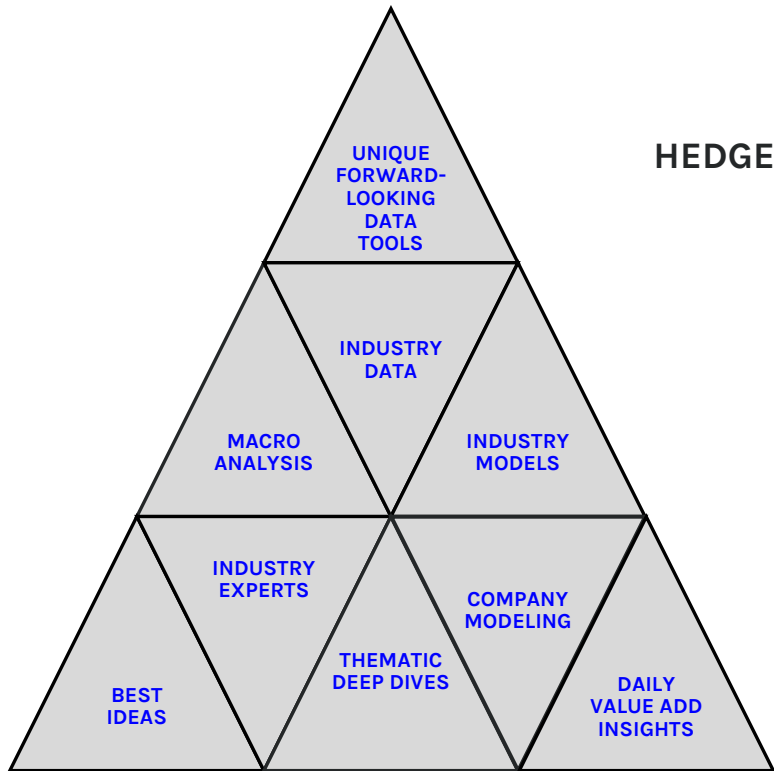 UNIQUE
FORWARD-
LOOKING
DATA
TOOLS
HEDGE
INDUSTRY
DATA
MACRO
ANALYSIS
INDUSTRY
MODELS
INDUSTRY
EXPERTS
COMPANY
MODELING
THEMATIC
DEEP DIVES
BEST
IDEAS
DAILY
VALUE ADD
INSIGHTS